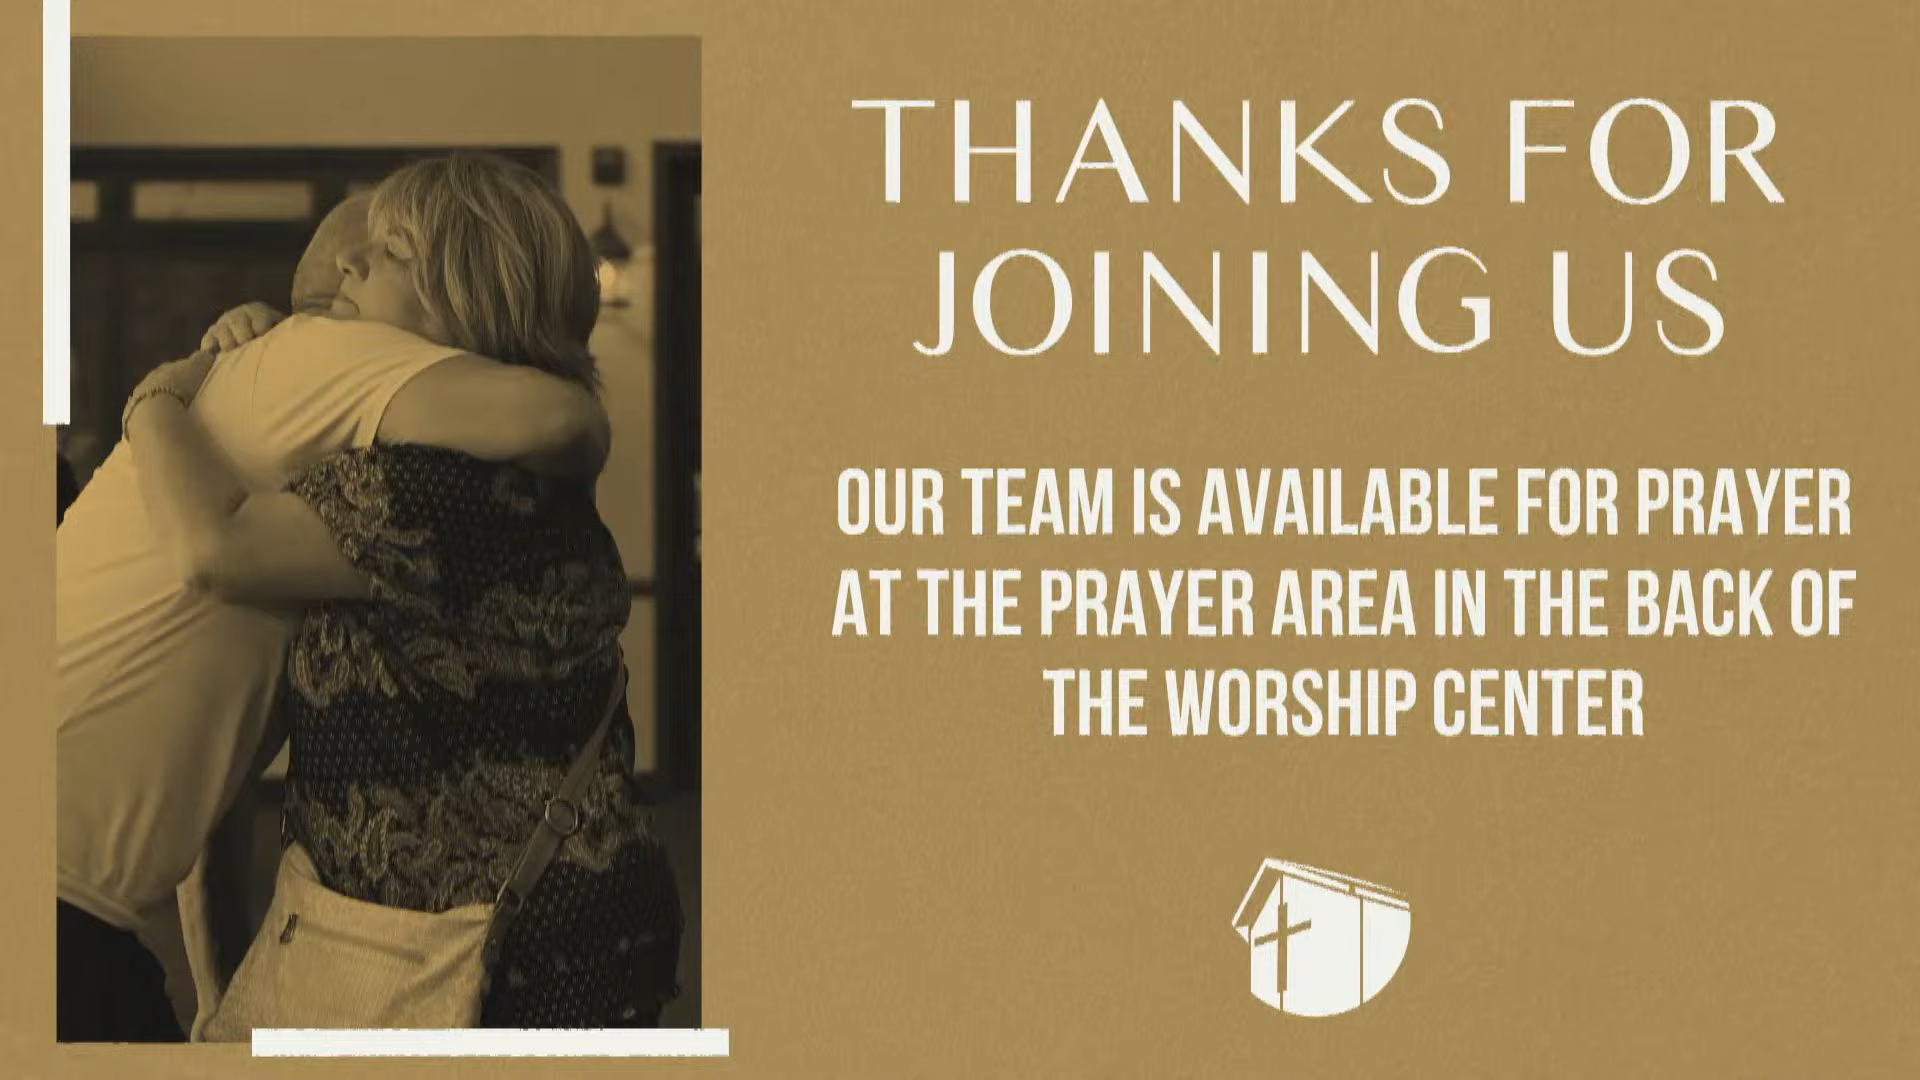 THANKS FOR
JOINING US
OUR TEAM IS AVAILABLE FOR PRAYER
AT THE PRAYER AREA IN THE BACK OF
THE WORSHIP CENTER